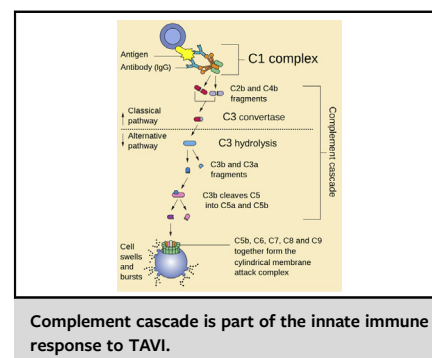 Antigen
Antibody (IgG)
C1 complex
C2b and C4b
fragments
Classical
pathway
C3 convertase
Alternative
pathway
C3 hydrolysis
C3b and C3a
fragments
C3b cleaves C5
into C5a and C5b
Complement cascade
Cell
swells
and
bursts
C5b, C6, C7, C8 and C9
together form the
cylindrical membrane
attack complex
Complement cascade is part of the innate immune
response to TAVI.